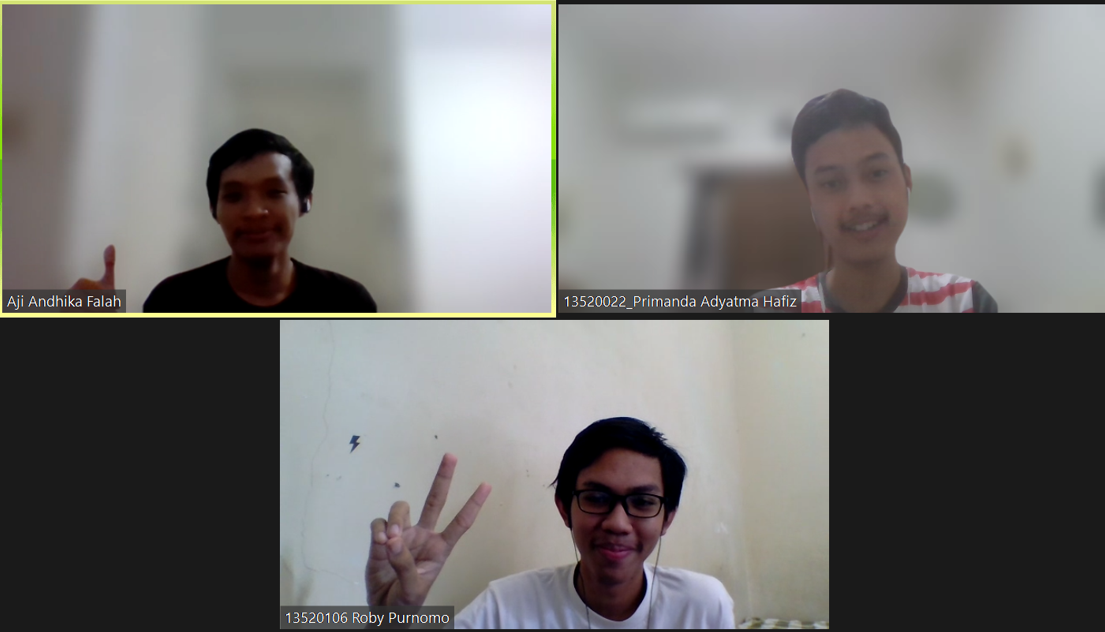 Aji Andhika Falah
13520022_Primanda Adyatma Hafiz
13520106 Roby Purnomo